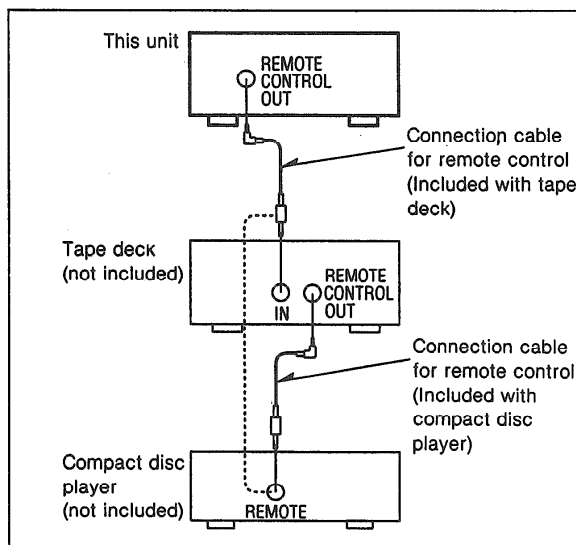 This unit
REMOTE
CONTROL
OUT
Connection cable
for remote control
(Included with tape
deck)
Tape deck
(not included)
IN
REMOTE
CONTROL
OUT
Connection cable
for remote control
(Included with
compact disc
player)
Compact disc
player
(not included)
REMOTE